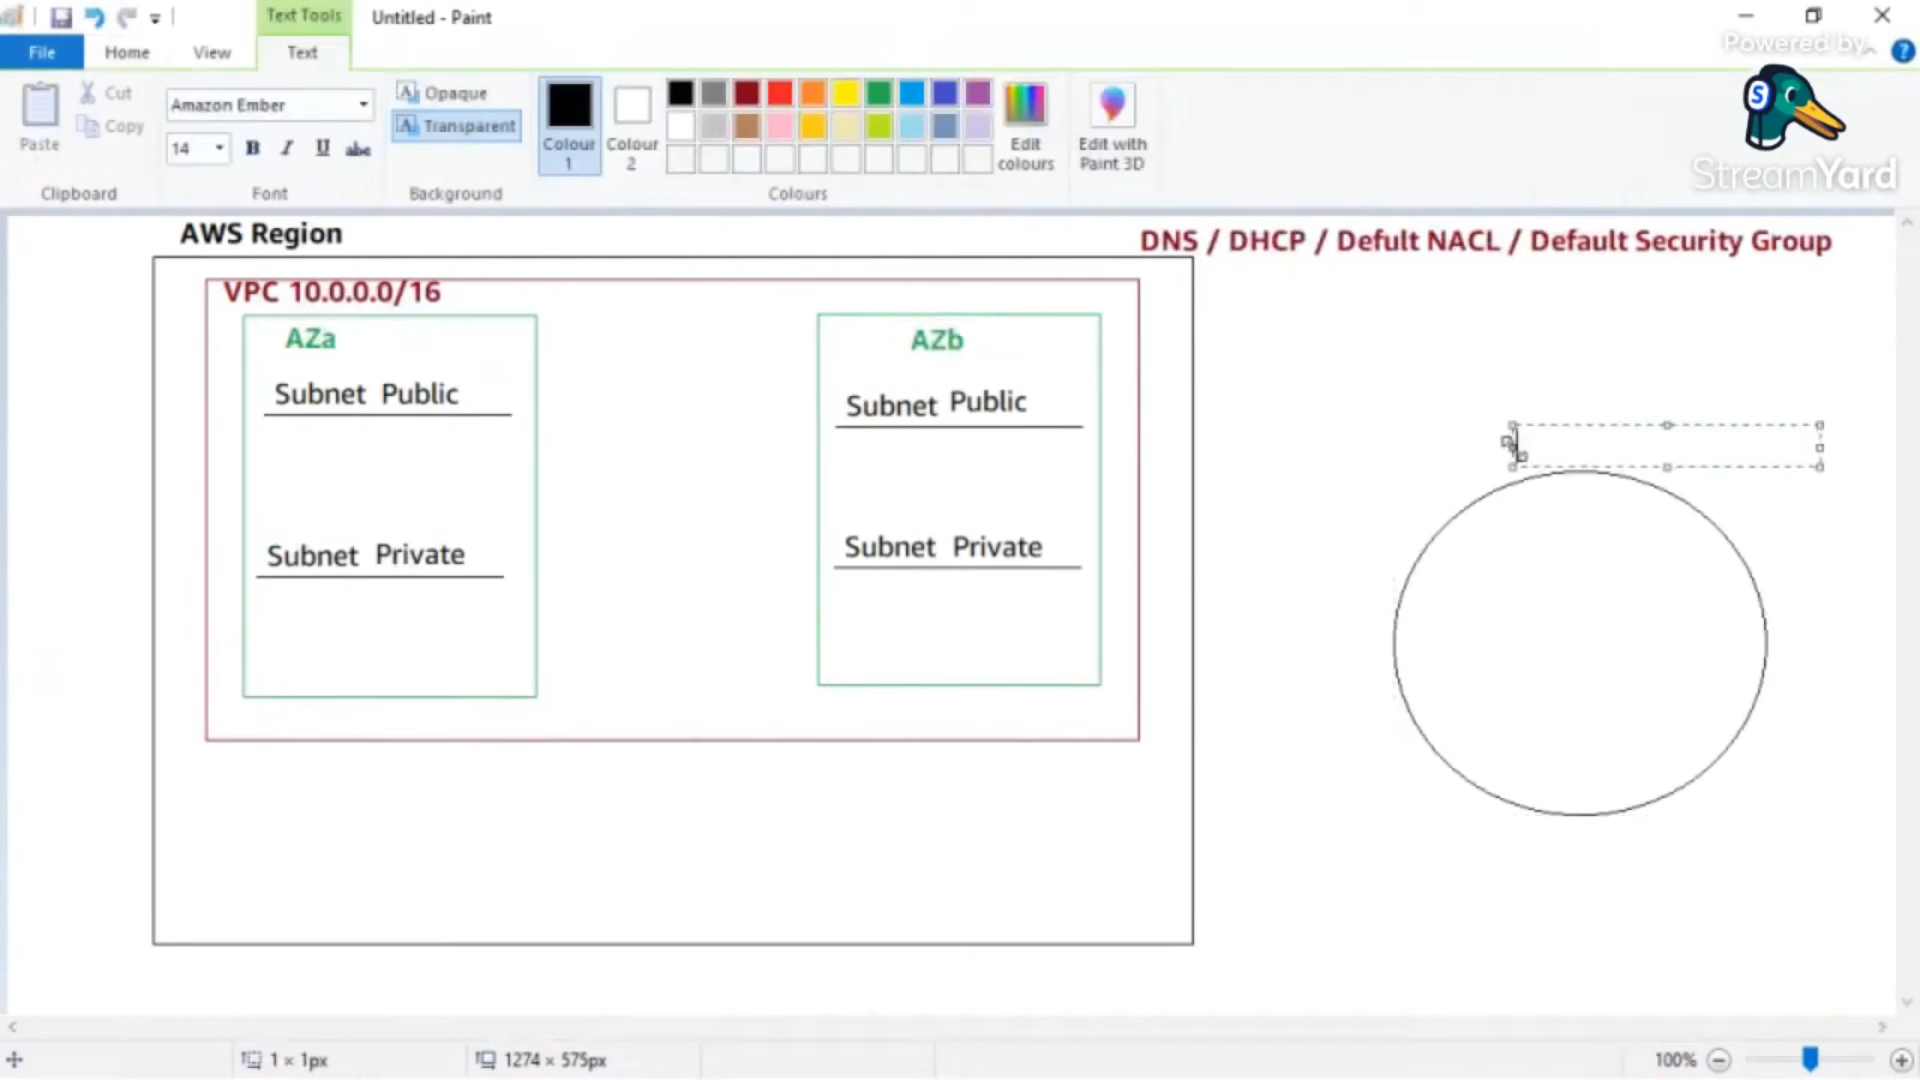 Text Tools
Untitled - Paint
Powered by
File
Home
View
Text
Paste
Cut
Copy
Clipboard
Amazon Ember
14
B
I
U
abc
Font
Opaque
Transparent
Background
Colour
1
Colour
2
Edit
colours
Edit with
Paint 3D
Colours
?
S
StreamYard
AWS Region
DNS / DHCP / Defult NACL / Default Security Group
VPC 10.0.0.0/16
AZa
AZb
Subnet Public
Subnet Public
Subnet Private
Subnet Private
1 × 1px
1274 × 575px
100%